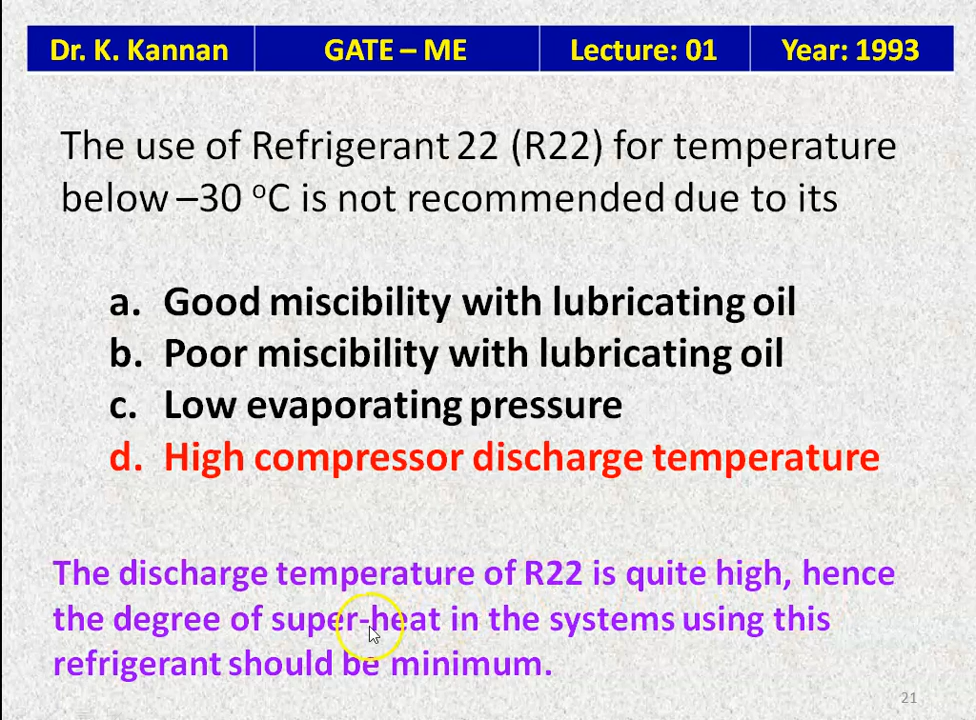 Dr. K. Kannan GATE – ME Lecture: 01 Year: 1993
The use of Refrigerant 22 (R22) for temperature
below –30 oC is not recommended due to its
a. Good miscibility with lubricating oil
b. Poor miscibility with lubricating oil
c. Low evaporating pressure
d. High compressor discharge temperature
The discharge temperature of R22 is quite high, hence
the degree of super-heat in the systems using this
refrigerant should be minimum.
21